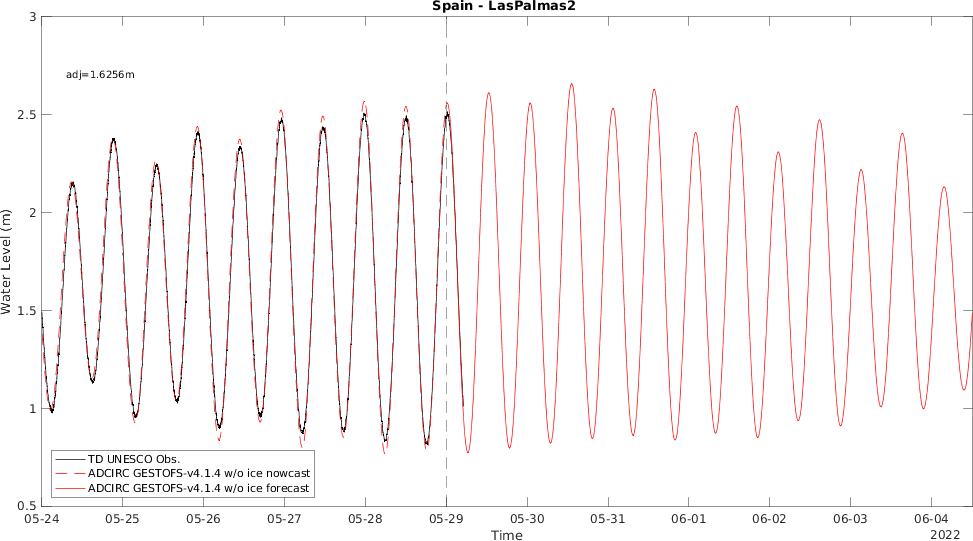 Spain - LasPalmas2
adj=1.6256m
Water Level (m)
3
2.5
2
1.5
1
0.5
TD UNESCO Obs.
ADCIRC GESTOFS-v4.1.4 w/o ice nowcast
ADCIRC GESTOFS-v4.1.4 w/o ice forecast
05-24 05-25 05-26 05-27 05-28 05-29 05-30 05-31 06-01 06-02 06-03 06-04
Time
2022